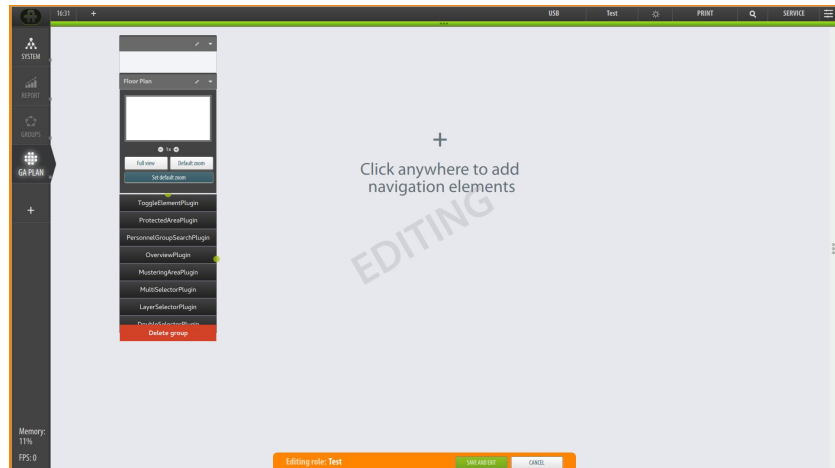 16:31 +
USB
Test
PRINT
SERVICE
SYSTEM
REPORT
GROUPS
GA PLAN
+
Floor Plan
1x
Full view
Default zoom
Set default zoom
ToggleElementPlugin
ProtectedAreaPlugin
PersonnelGroupSearchPlugin
OverviewPlugin
MusteringAreaPlugin
MultiSelectorPlugin
LayerSelectorPlugin
DoubleSelectorPlugin
Delete group
+
Click anywhere to add
navigation elements
EDITING
Memory:
11%
FPS: 0
Editing role: Test
SAVE AND EXIT
CANCEL